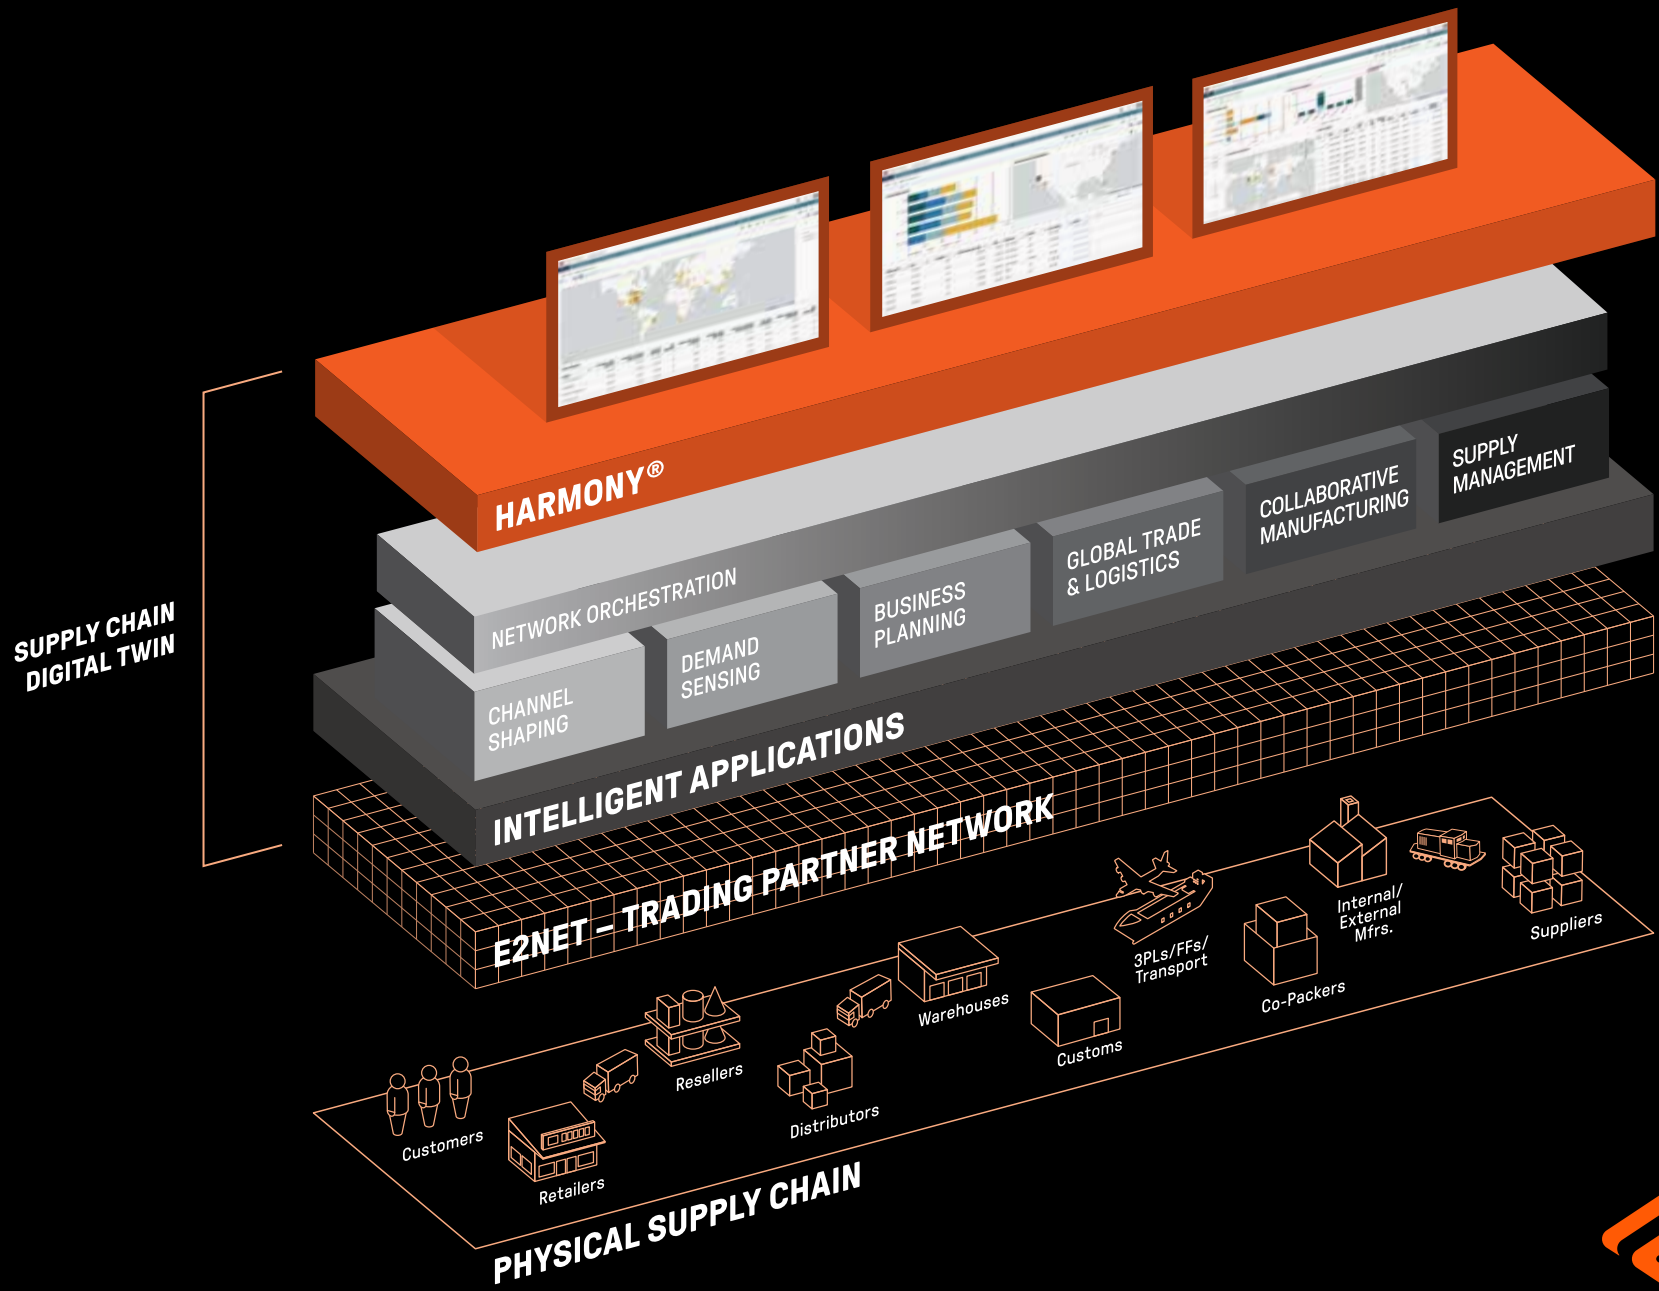 HARMONY®
NETWORK ORCHESTRATION
CHANNEL
SHAPING
DEMAND
SENSING
BUSINESS
PLANNING
GLOBAL TRADE
& LOGISTICS
COLLABORATIVE
MANUFACTURING
SUPPLY
MANAGEMENT
SUPPLY CHAIN
DIGITAL TWIN
INTELLIGENT APPLICATIONS
E2NET – TRADING PARTNER NETWORK
Customers
Retailers
Resellers
Distributors
Warehouses
Customs
3PLs/FFs/
Transport
Co-Packers
Internal/
External
Mfrs.
Suppliers
PHYSICAL SUPPLY CHAIN